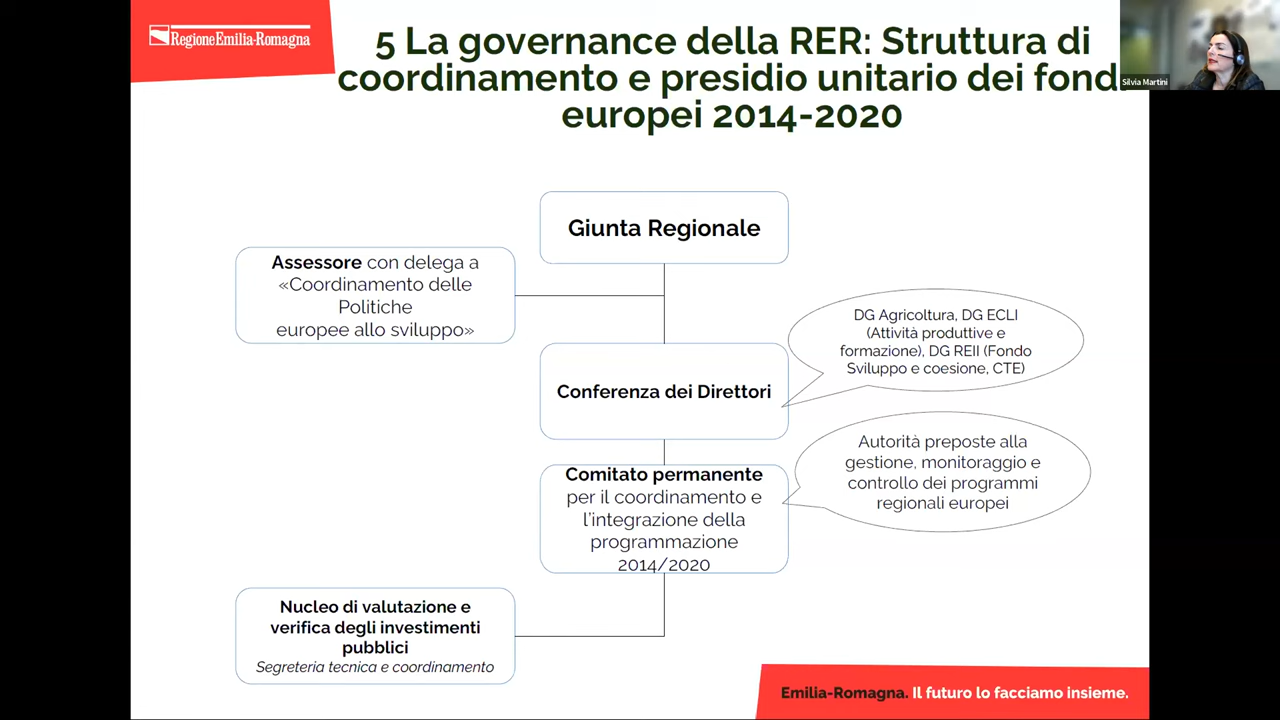 RegioneEmilia-Romagna
5 La governance della RER: Struttura di
coordinamento e presidio unitario dei fond
europei 2014-2020
Silvia Martini
Giunta Regionale
Assessore con delega a
«Coordinamento delle
Politiche
europee allo sviluppo»
DG Agricoltura, DG ECLI
(Attività produttive e
formazione), DG REII (Fondo
Sviluppo e coesione, CTE)
Conferenza dei Direttori
Autorità preposte alla
gestione, monitoraggio e
controllo dei programmi
regionali europei
Comitato permanente
per il coordinamento e
l'integrazione della
programmazione
2014/2020
Nucleo di valutazione e
verifica degli investimenti
pubblici
Segreteria tecnica e coordinamento
Emilia-Romagna. Il futuro lo facciamo insieme.